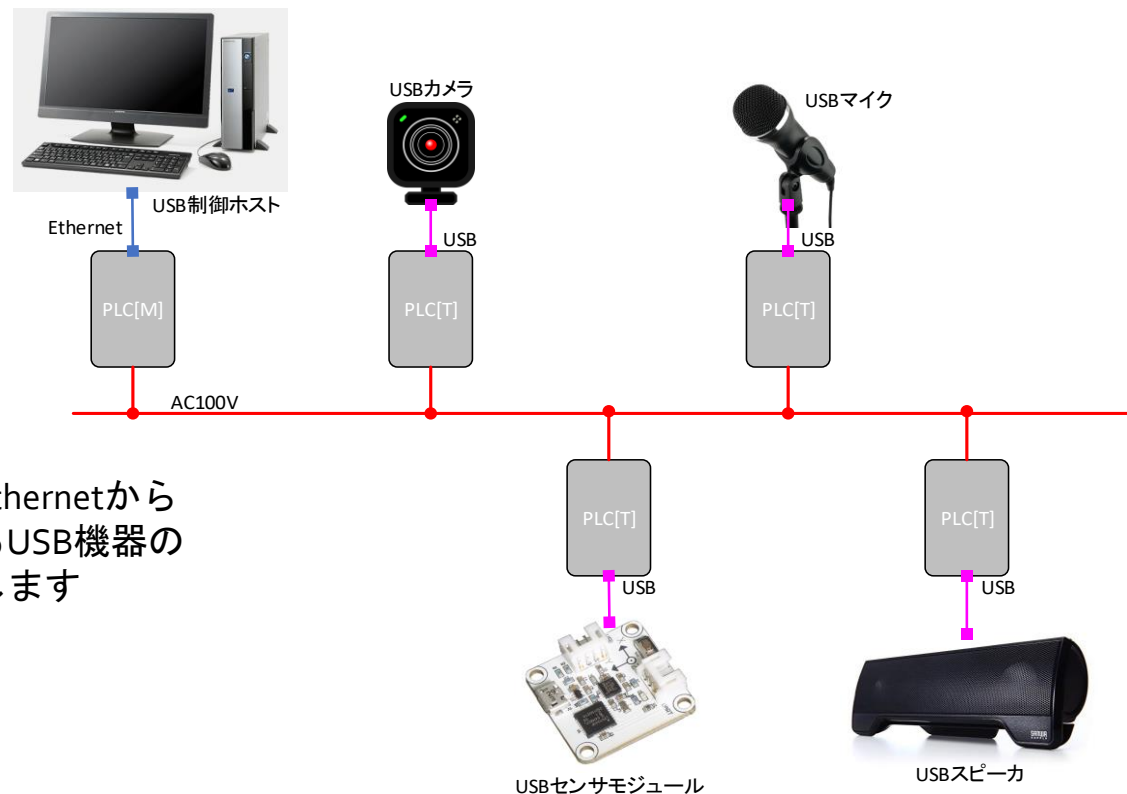 USBカメラ
USBマイク
USB制御ホスト
Ethernet
USB
USB
PLC[M]
PLC[T]
PLC[T]
AC100V
thernetから
USB機器の
します
PLC[T]
PLC[T]
USB
USB
USBセンサモジュール
USBスピーカ